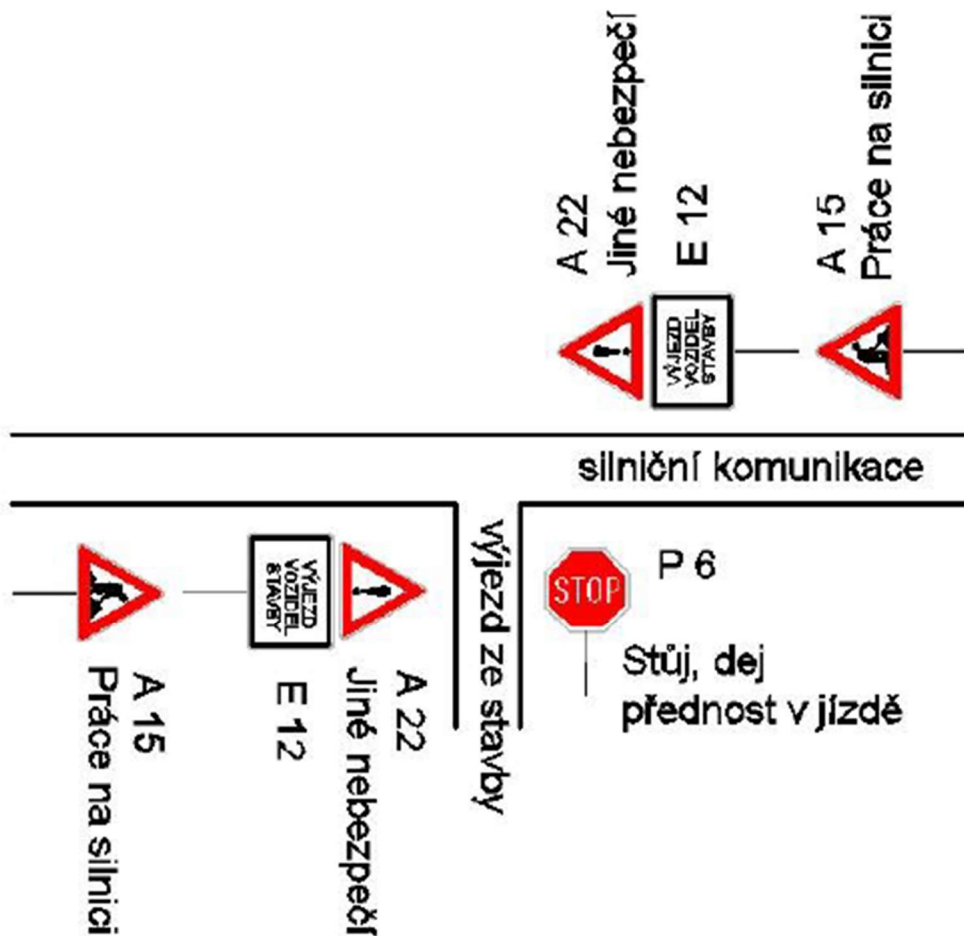 A 22
Jiné nebezpečí
E 12
A 15
Práce na silnici
VÝJEZD
VOZIDEL
STAVBY
silniční komunikace
výjezd ze stavby
STOP
P 6
Stůj, dej
přednost v jízdě
VÝJEZD
VOZIDEL
STAVBY
A 15
Práce na silnici
E 12
A 22
Jiné nebezpečí